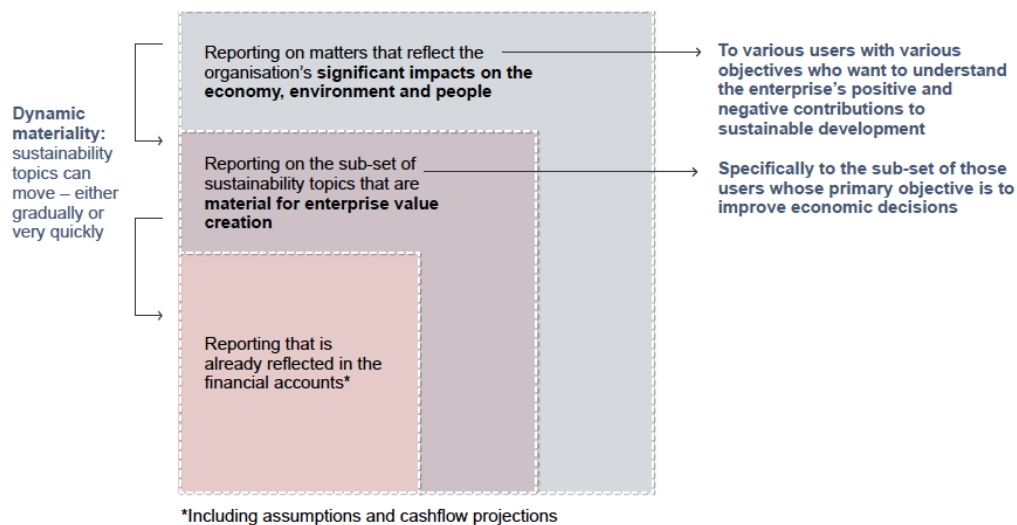 Reporting on matters that reflect the
organisation's significant impacts on the
economy, environment and people
To various users with various
objectives who want to understand
the enterprise's positive and
negative contributions to
sustainable development
Dynamic
materiality:
sustainability
topics can
move – either
gradually or
very quickly
Reporting on the sub-set of
sustainability topics that are
material for enterprise value
creation
Specifically to the sub-set of those
users whose primary objective is to
improve economic decisions
Reporting that is
already reflected in the
financial accounts*
*Including assumptions and cashflow projections